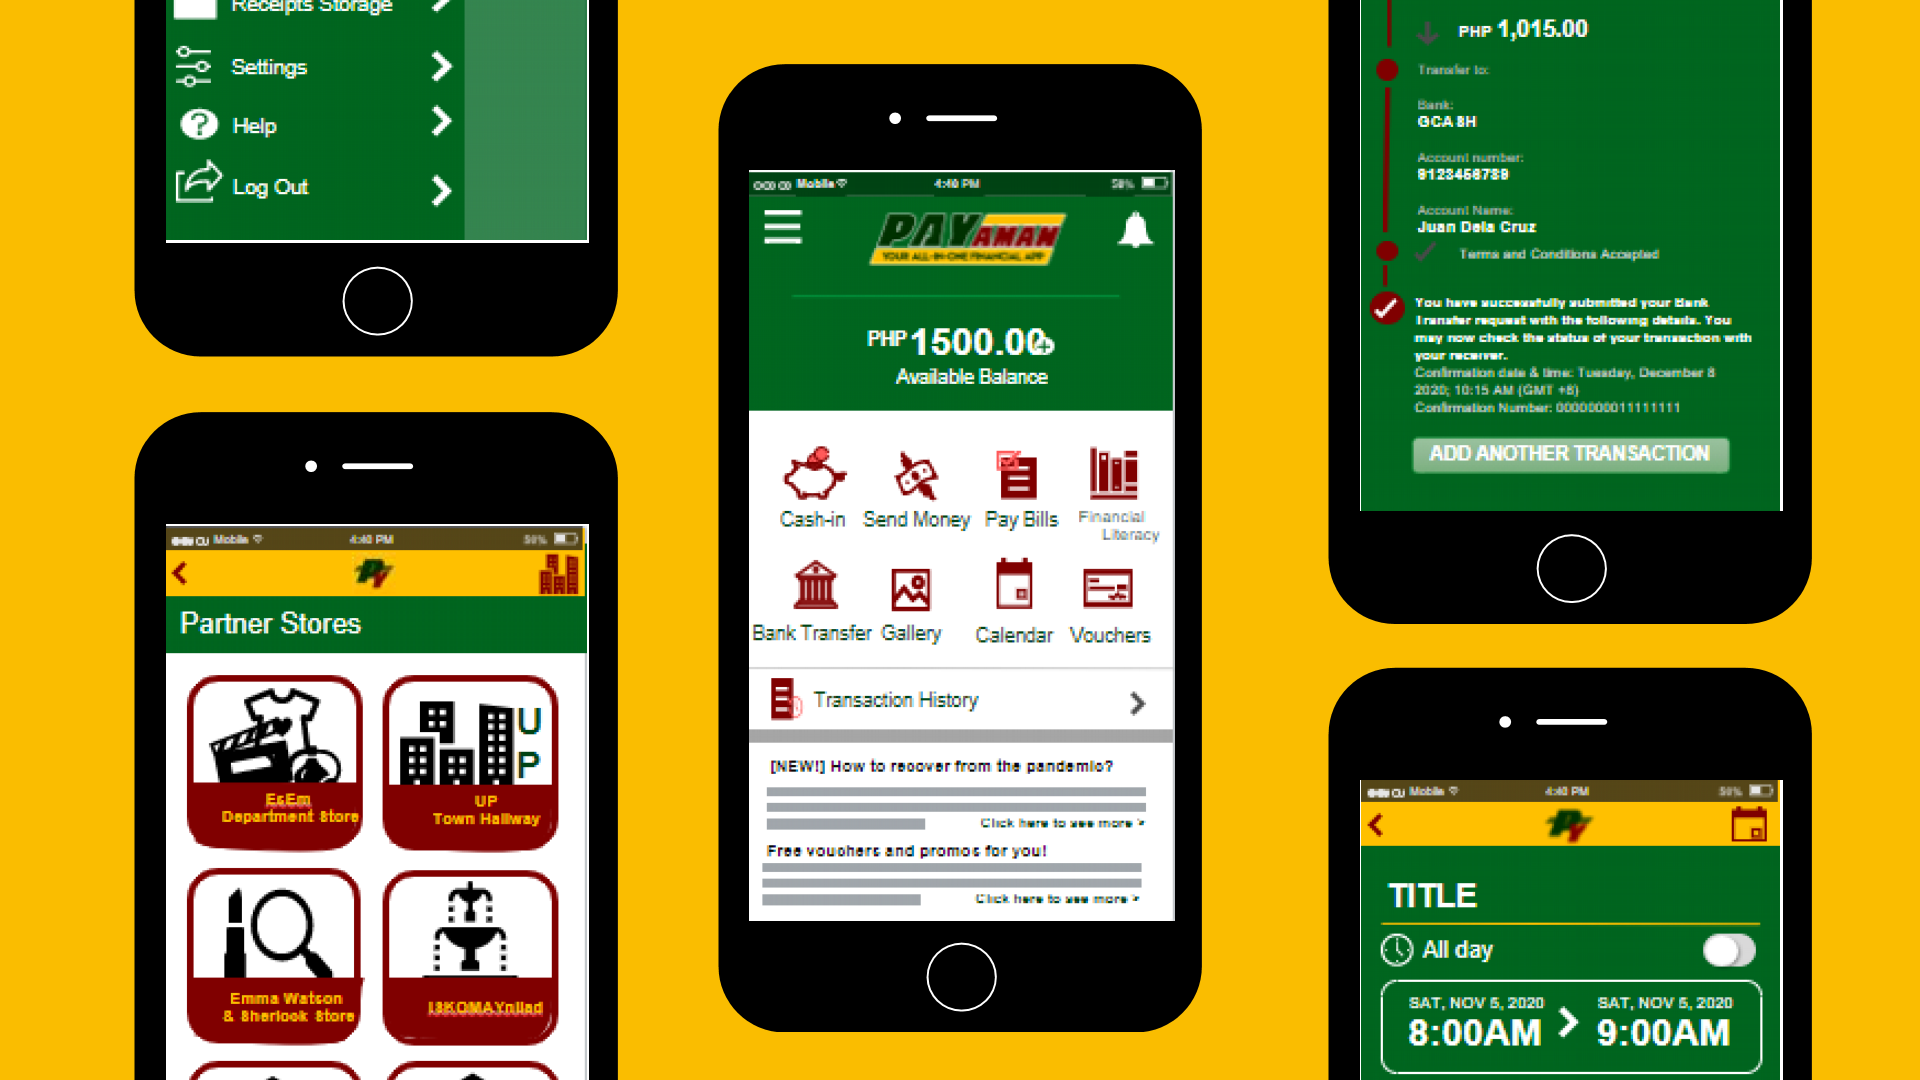 Receipts Storage
Settings
Help
Log Out
Mobile
4:40 PM
50%
Partner Stores
EsEm
Department Store
UP
UP
Town Hallway
Emma Watson
& Sherlock Store
ISKOMAYnilad
Mobile
4:40 PM
50%
PAYAMAN
YOUR ALL-IN-ONE FINANCIAL APP
PHP 1500.00
Available Balance
Cash-in
Send Money
Pay Bills
Financial
Literacy
Bank Transfer
Gallery
Calendar
Vouchers
Transaction History
[NEW!] How to recover from the pandemic?
Click here to see more >
Free vouchers and promos for you!
Click here to see more >
PHP 1,015.00
Transfer to:
Bank:
GCA BH
Account number:
9123456789
Account Name:
Juan Dela Cruz
Terms and Conditions Accepted
You have successfully submitted your Bank
Transfer request with the following details. You
may now check the status of your transaction with
your receiver.
Confirmation date & time: Tuesday, December 8
2020; 10:15 AM (GMT +8)
Confirmation Number: 0000000011111111
ADD ANOTHER TRANSACTION
Mobile
4:40 PM
50%
PY
TITLE
All day
SAT, NOV 5, 2020
8:00AM
SAT, NOV 5, 2020
9:00AM